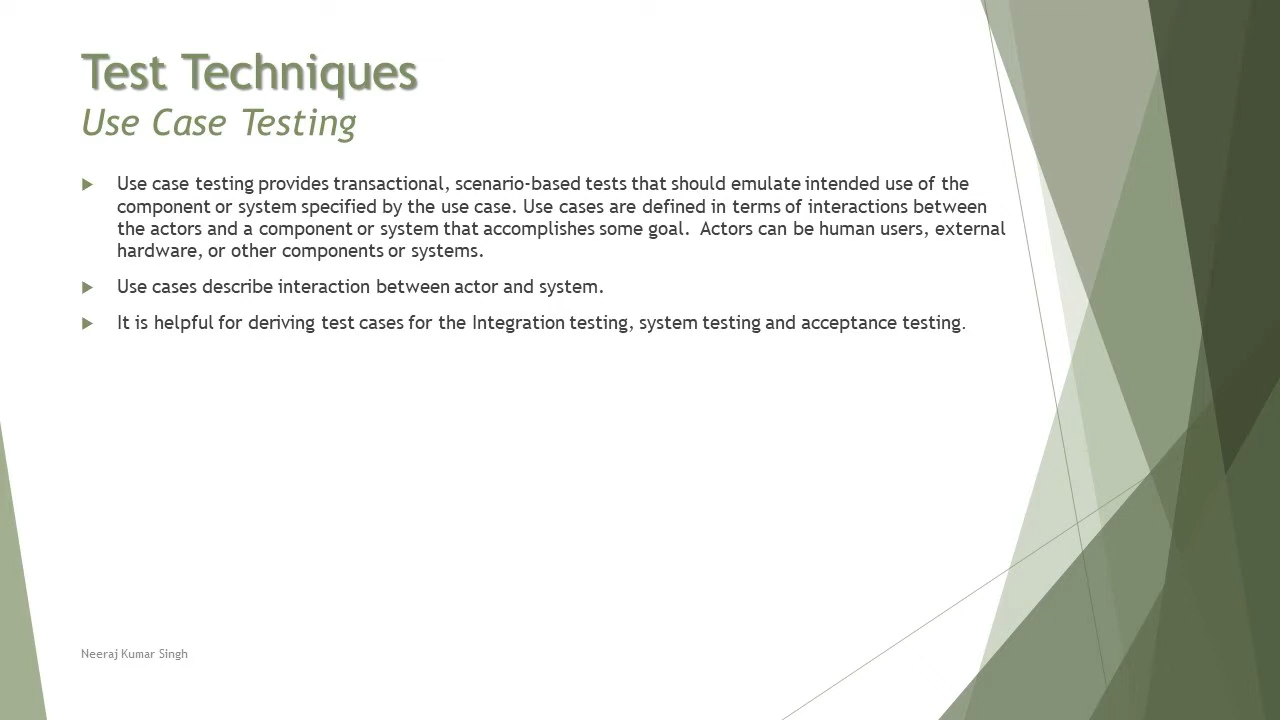 Test Techniques
Use Case Testing
Use case testing provides transactional, scenario-based tests that should emulate intended use of the
component or system specified by the use case. Use cases are defined in terms of interactions between
the actors and a component or system that accomplishes some goal. Actors can be human users, external
hardware, or other components or systems.
Use cases describe interaction between actor and system.
It is helpful for deriving test cases for the Integration testing, system testing and acceptance testing.
Neeraj Kumar Singh